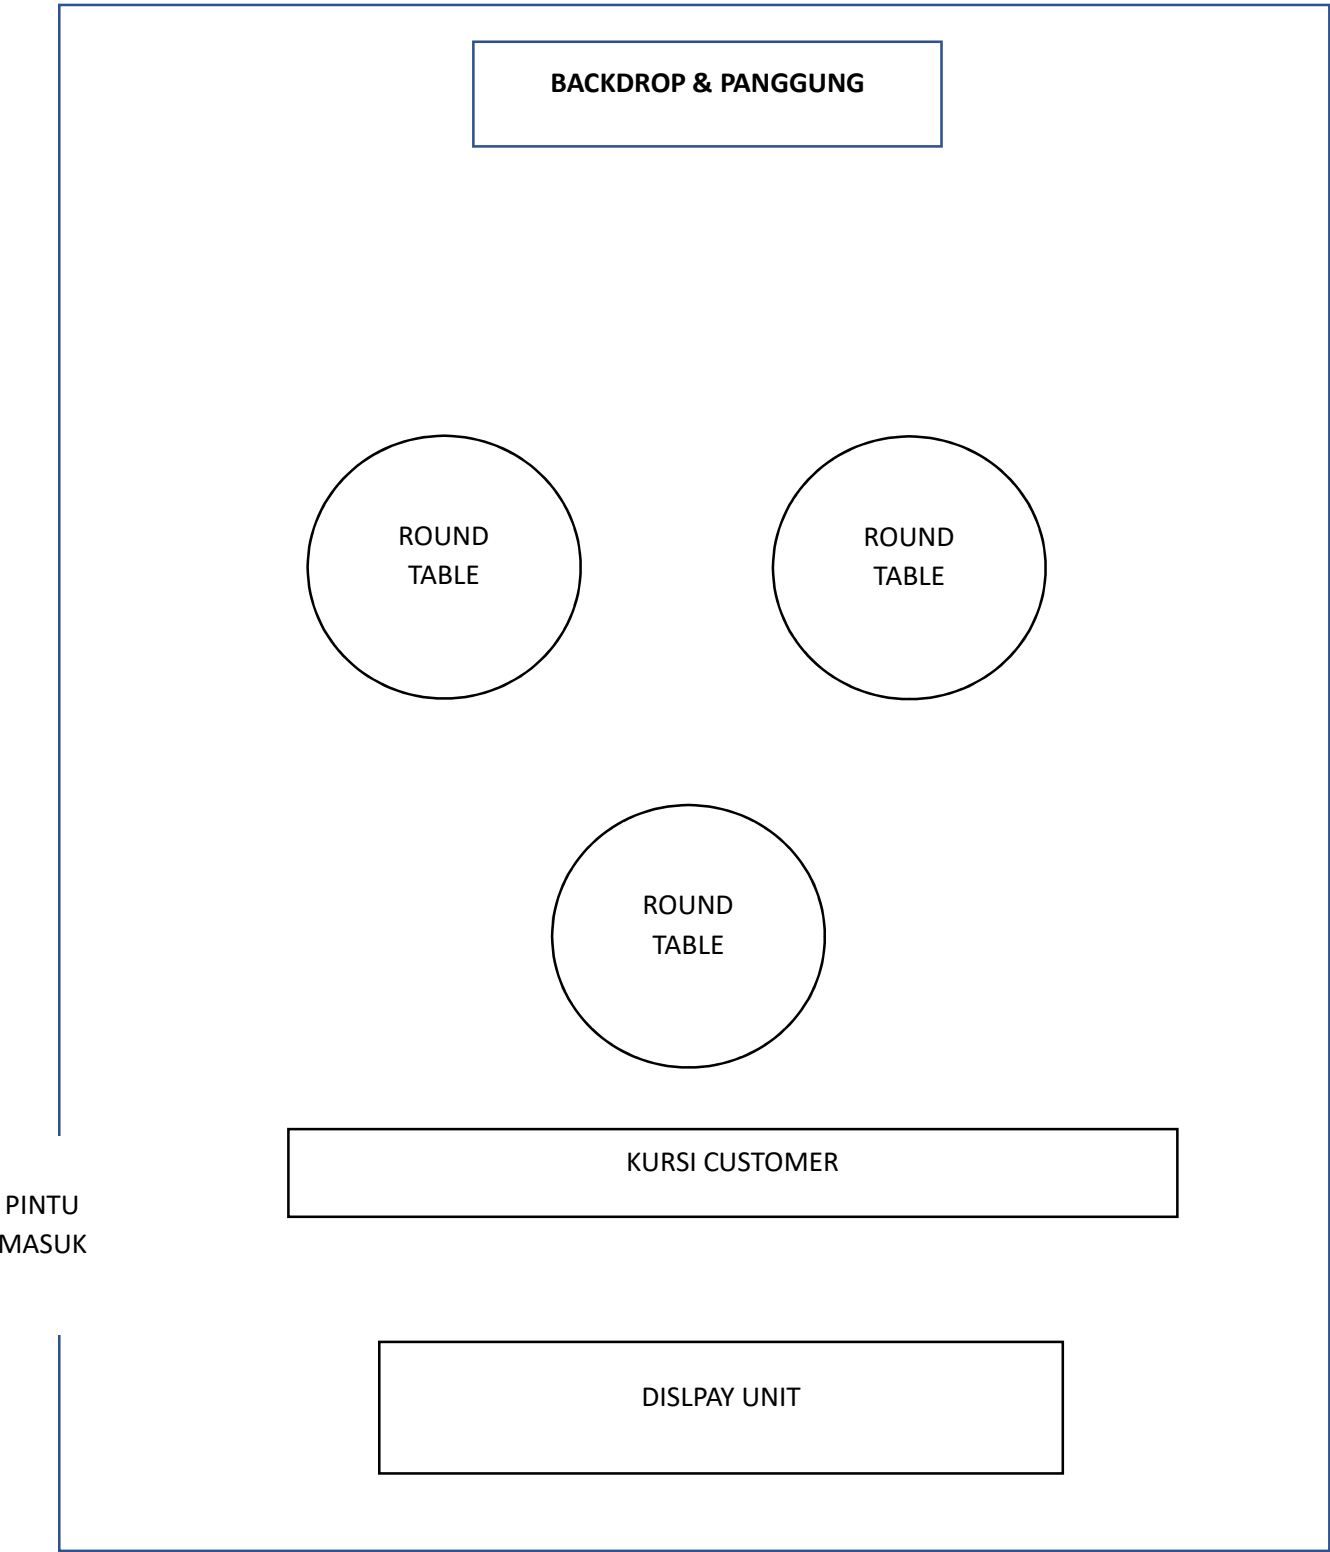 BACKDROP & PANGGUNG
ROUND
TABLE
ROUND
TABLE
ROUND
TABLE
KURSI CUSTOMER
PINTU
MASUK
DISLPAY UNIT